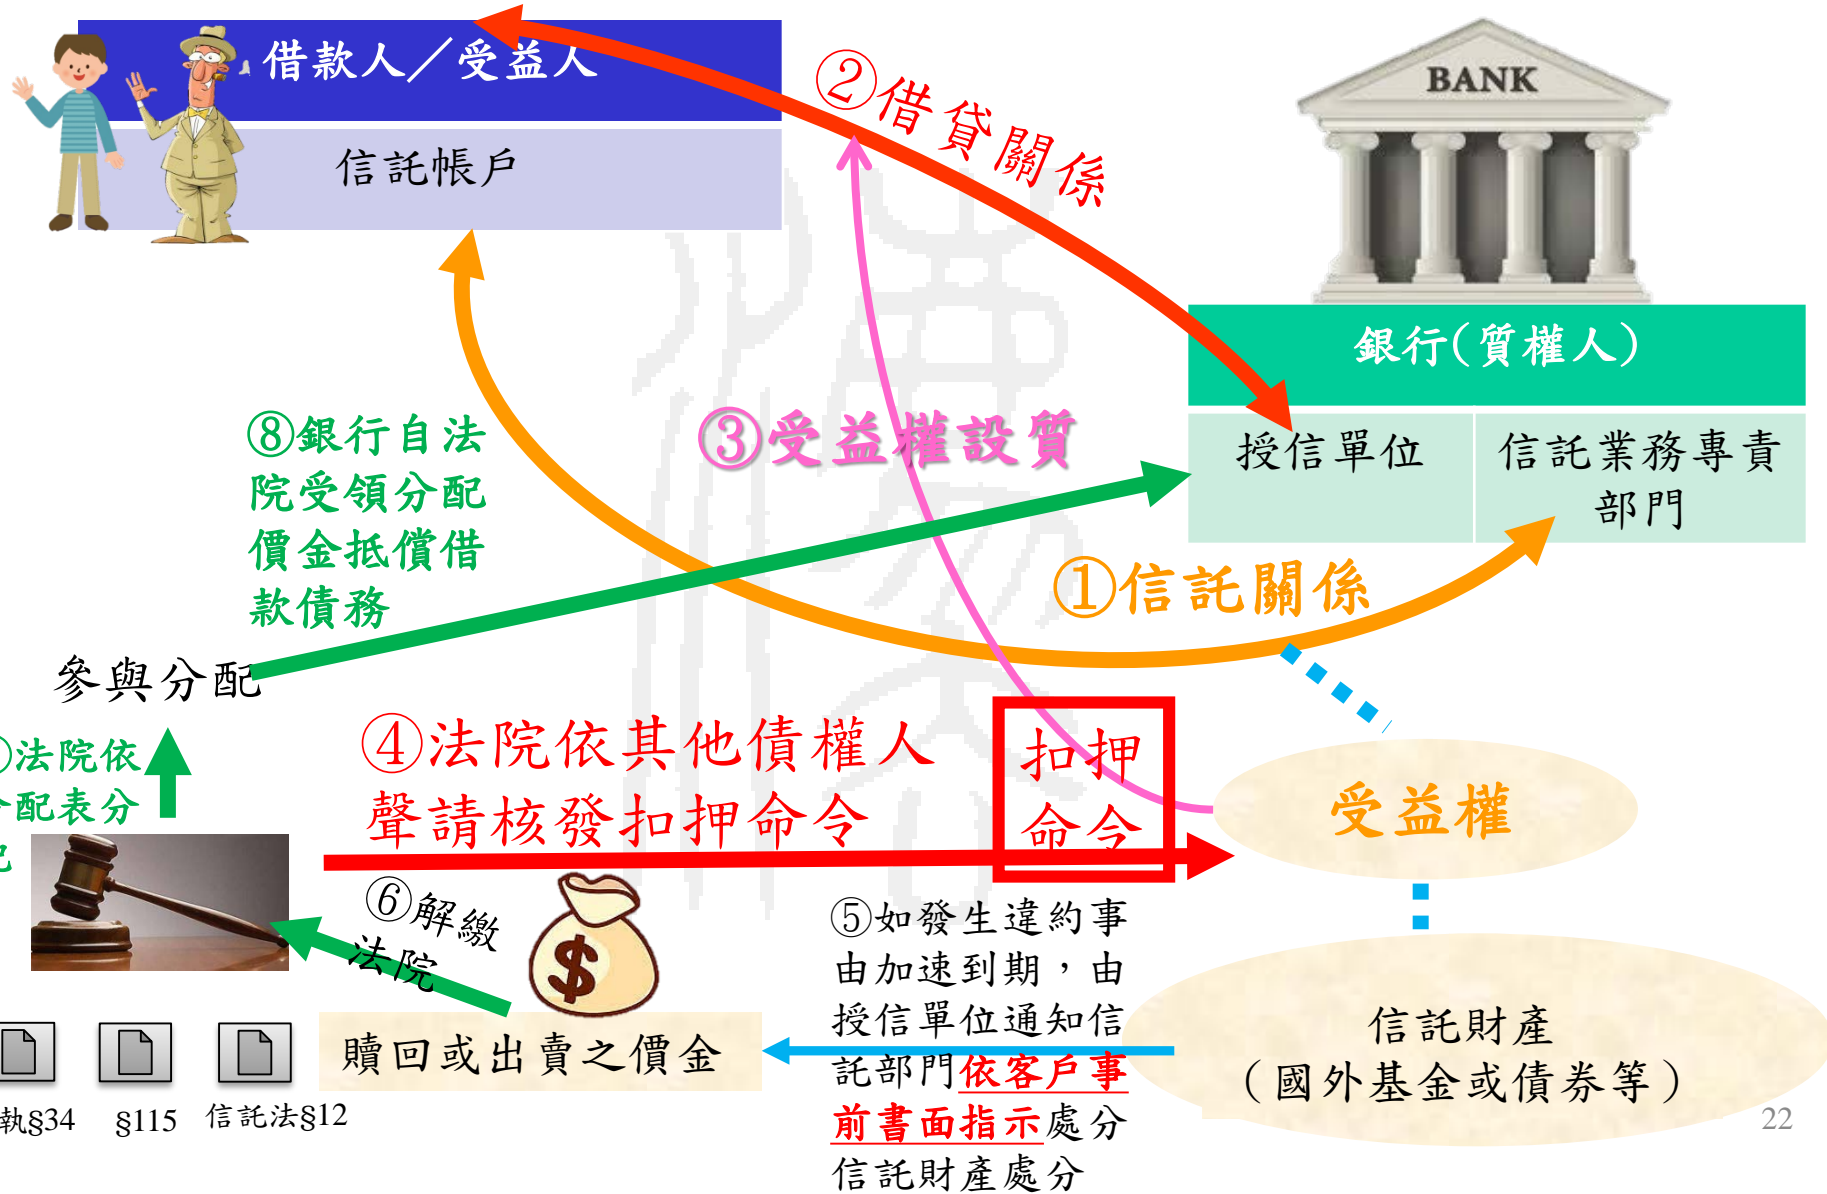 借款人／受益人
信託帳戶
②借貸關係
BANK
銀行(質權人)
授信單位
信託業務專責
部門
③受益權設質
①信託關係
⑧銀行自法
院受領分配
價金抵償借
款債務
參與分配
法院依
配表分
④法院依其他債權人
聲請核發扣押命令
扣押
命令
受益權
⑥解繳
法院
$
贖回或出賣之價金
⑤如發生違約事
由加速到期，由
授信單位通知信
託部門依客戶事
前書面指示處分
信託財產處分
信託財產
（國外基金或債券等）
執§34
§115
信託法§12
22